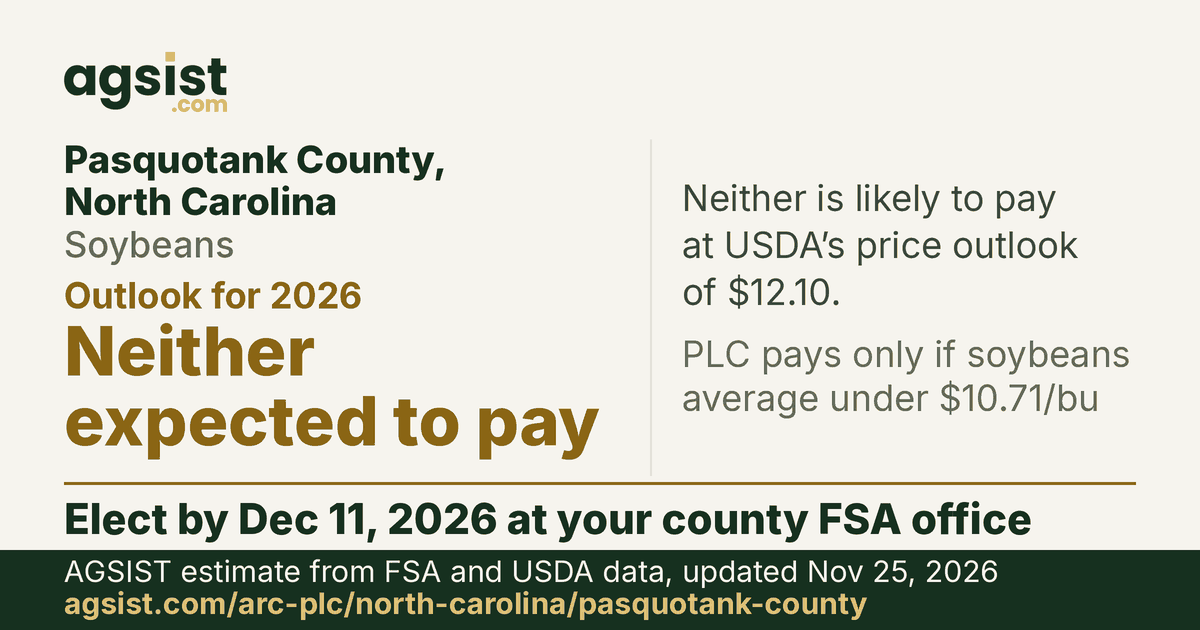 agsist
.com
Pasquotank County,
North Carolina
Soybeans
Outlook for 2026
Neither
expected to pay
Neither is likely to pay
at USDA’s price outlook
of $12.10.
PLC pays only if soybeans
average under $10.71/bu
Elect by Dec 11, 2026 at your county FSA office
AGSIST estimate from FSA and USDA data, updated Nov 25, 2026
agsist.com/arc-plc/north-carolina/pasquotank-county